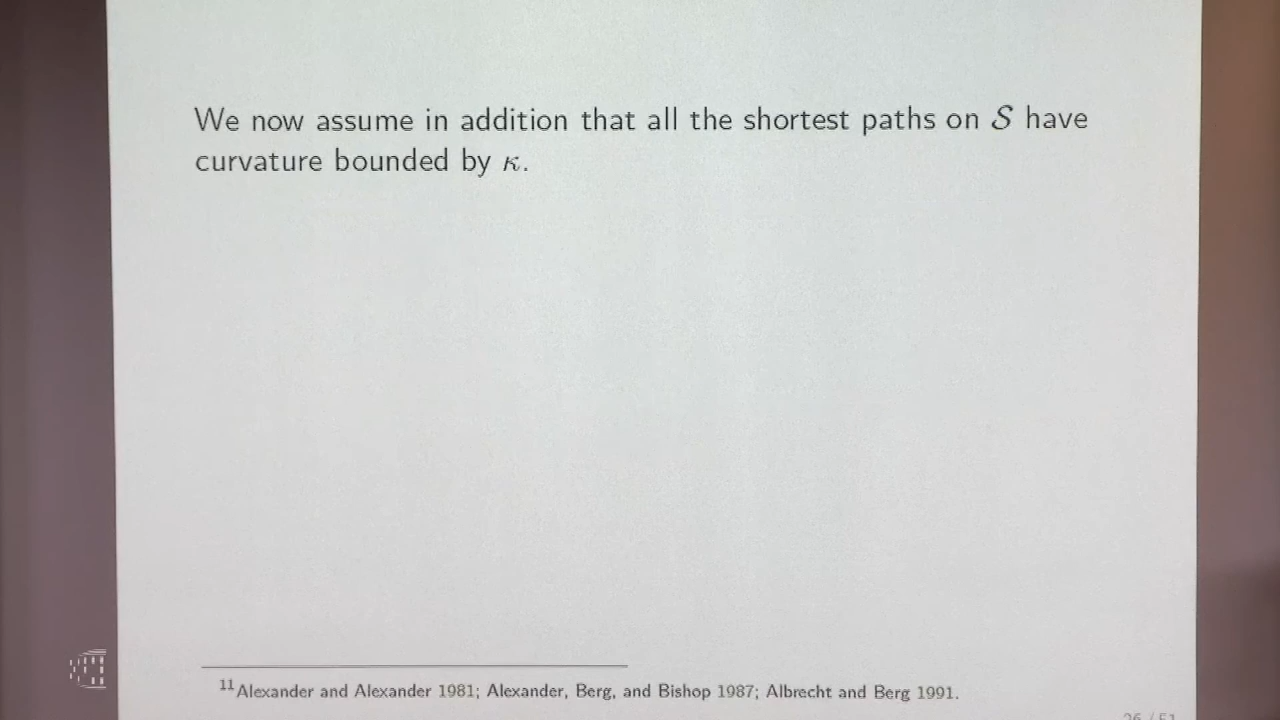 We now assume in addition that all the shortest paths on 𝒮 have
curvature bounded by κ.
¹¹Alexander and Alexander 1981; Alexander, Berg, and Bishop 1987; Albrecht and Berg 1991.